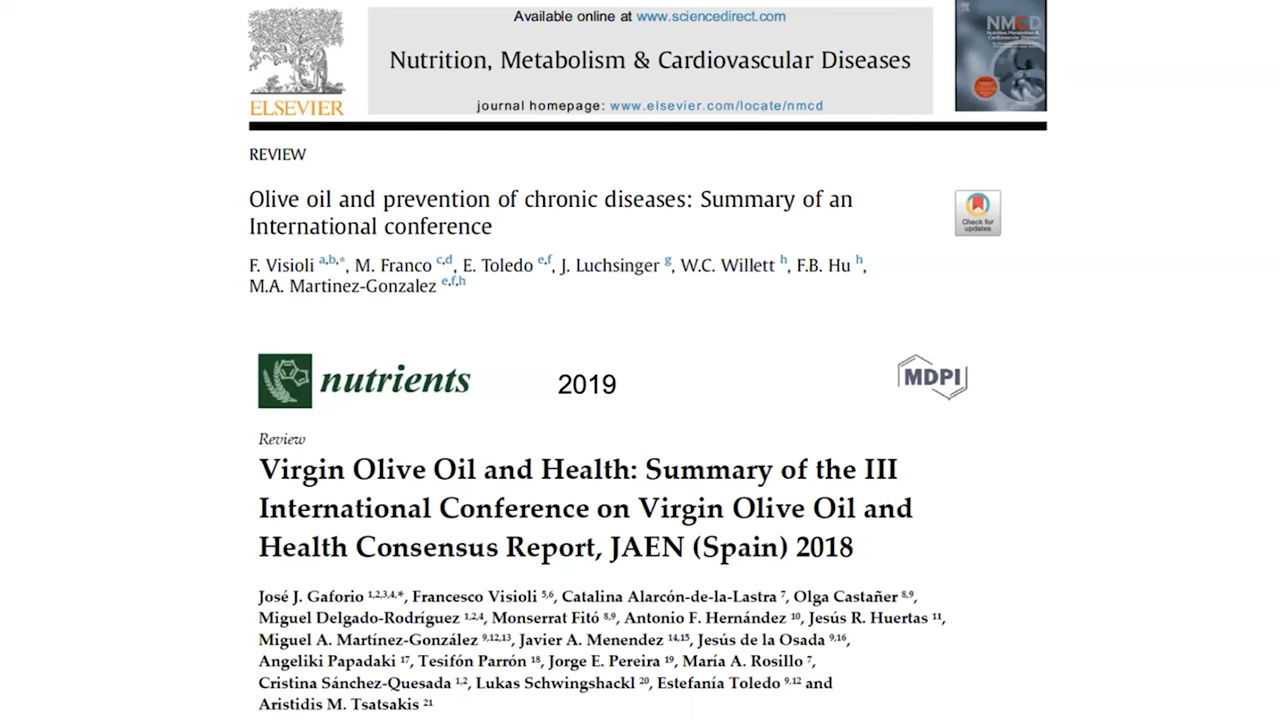 Available online at www.sciencedirect.com
Nutrition, Metabolism & Cardiovascular Diseases
journal homepage: www.elsevier.com/locate/nmcd
ELSEVIER
NMCD
REVIEW
Olive oil and prevention of chronic diseases: Summary of an
International conference
Check for
updates
F. Visioli a,b,*, M. Franco c,d, E. Toledo e,f, J. Luchsinger g, W.C. Willett h, F.B. Hu h,
M.A. Martinez-Gonzalez e,f,h
nutrients
2019
MDPI
Review
Virgin Olive Oil and Health: Summary of the III
International Conference on Virgin Olive Oil and
Health Consensus Report, JAEN (Spain) 2018
José J. Gaforio 1,2,3,4,*, Francesco Visioli 5,6, Catalina Alarcón-de-la-Lastra 7, Olga Castañer 8,9,
Miguel Delgado-Rodríguez 1,2,4, Monserrat Fitó 8,9, Antonio F. Hernández 10, Jesús R. Huertas 11,
Miguel A. Martínez-González 9,12,13, Javier A. Menendez 14,15, Jesús de la Osada 9,16,
Angeliki Papadaki 17, Tesifón Parrón 18, Jorge E. Pereira 19, María A. Rosillo 7,
Cristina Sánchez-Quesada 1,2, Lukas Schwingshackl 20, Estefanía Toledo 9,12 and
Aristidis M. Tsatsakis 21